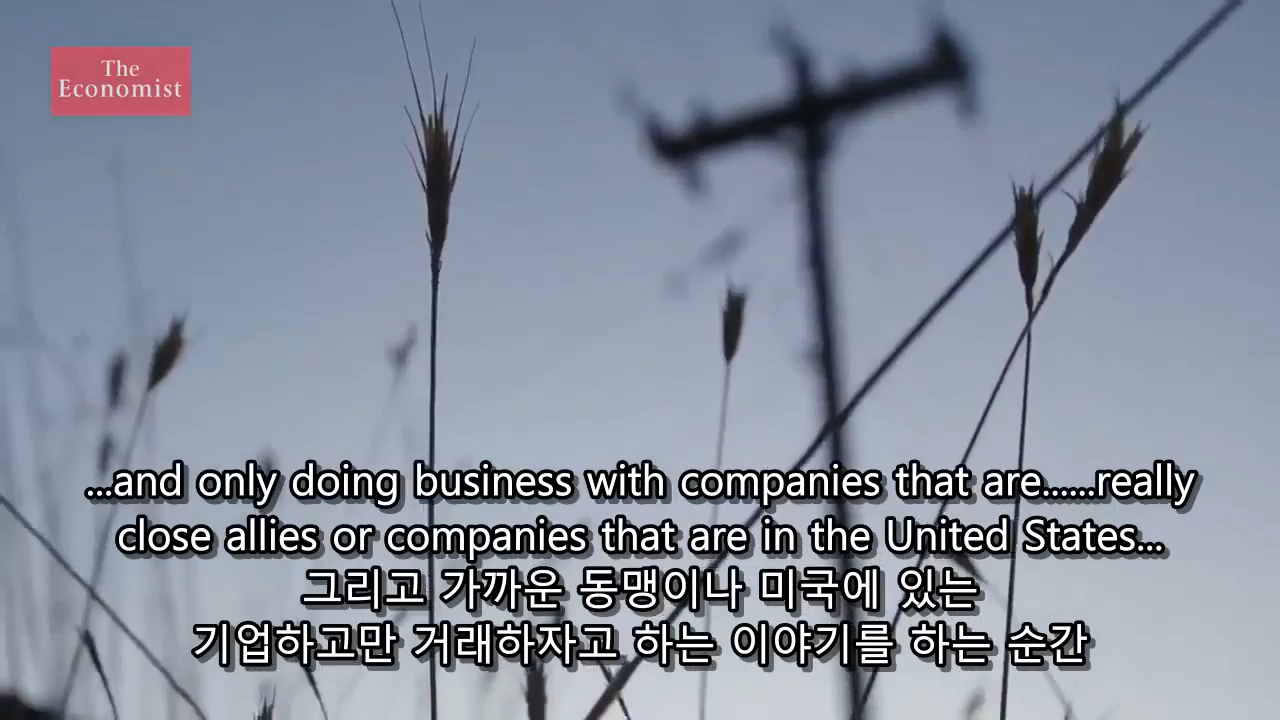 The
Economist
...and only doing business with companies that are......really
close allies or companies that are in the United States...
그리고 가까운 동맹이나 미국에 있는
기업하고만 거래하자고 하는 이야기를 하는 순간